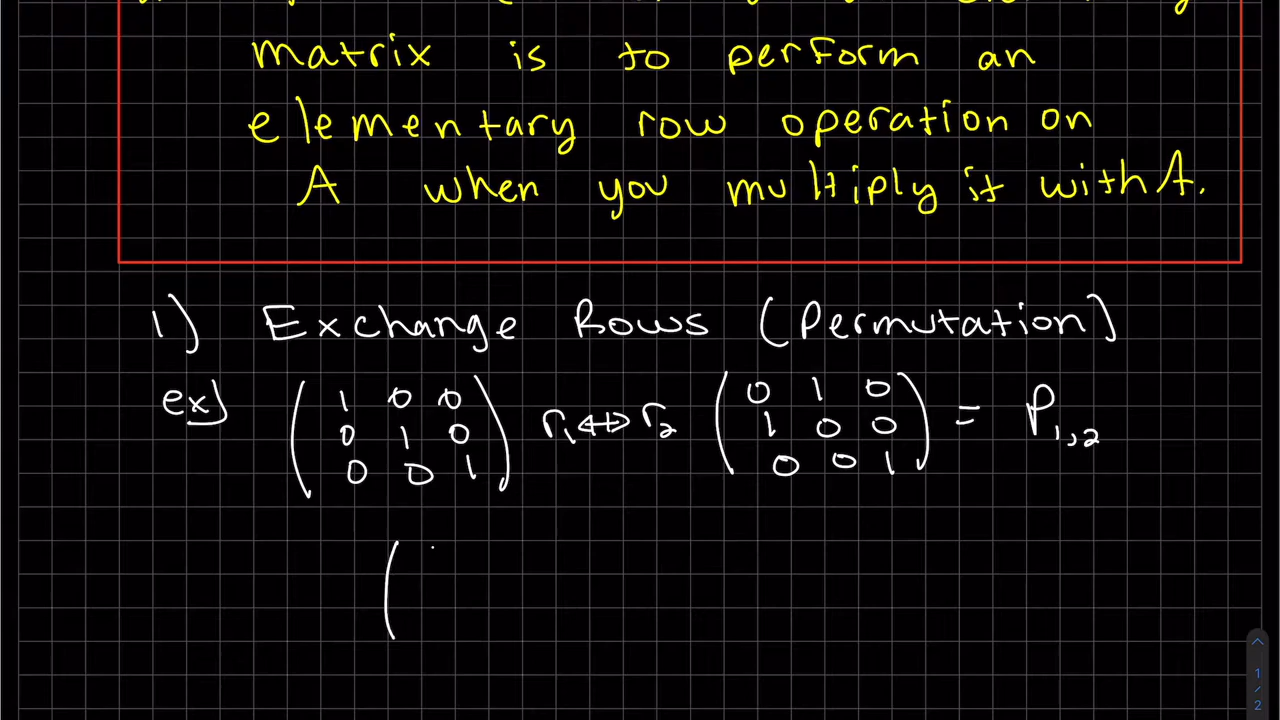 matrix is to perform an
elementary row operation on
A when you multiply it with A.
1) Exchange Rows (Permutation)
ex) ( 1 0 0 ) r₁ ↔ r₂ ( 0 1 0 ) = P₁,₂
0 1 0 1 0 0
0 0 1 0 0 1
(
1
/
2